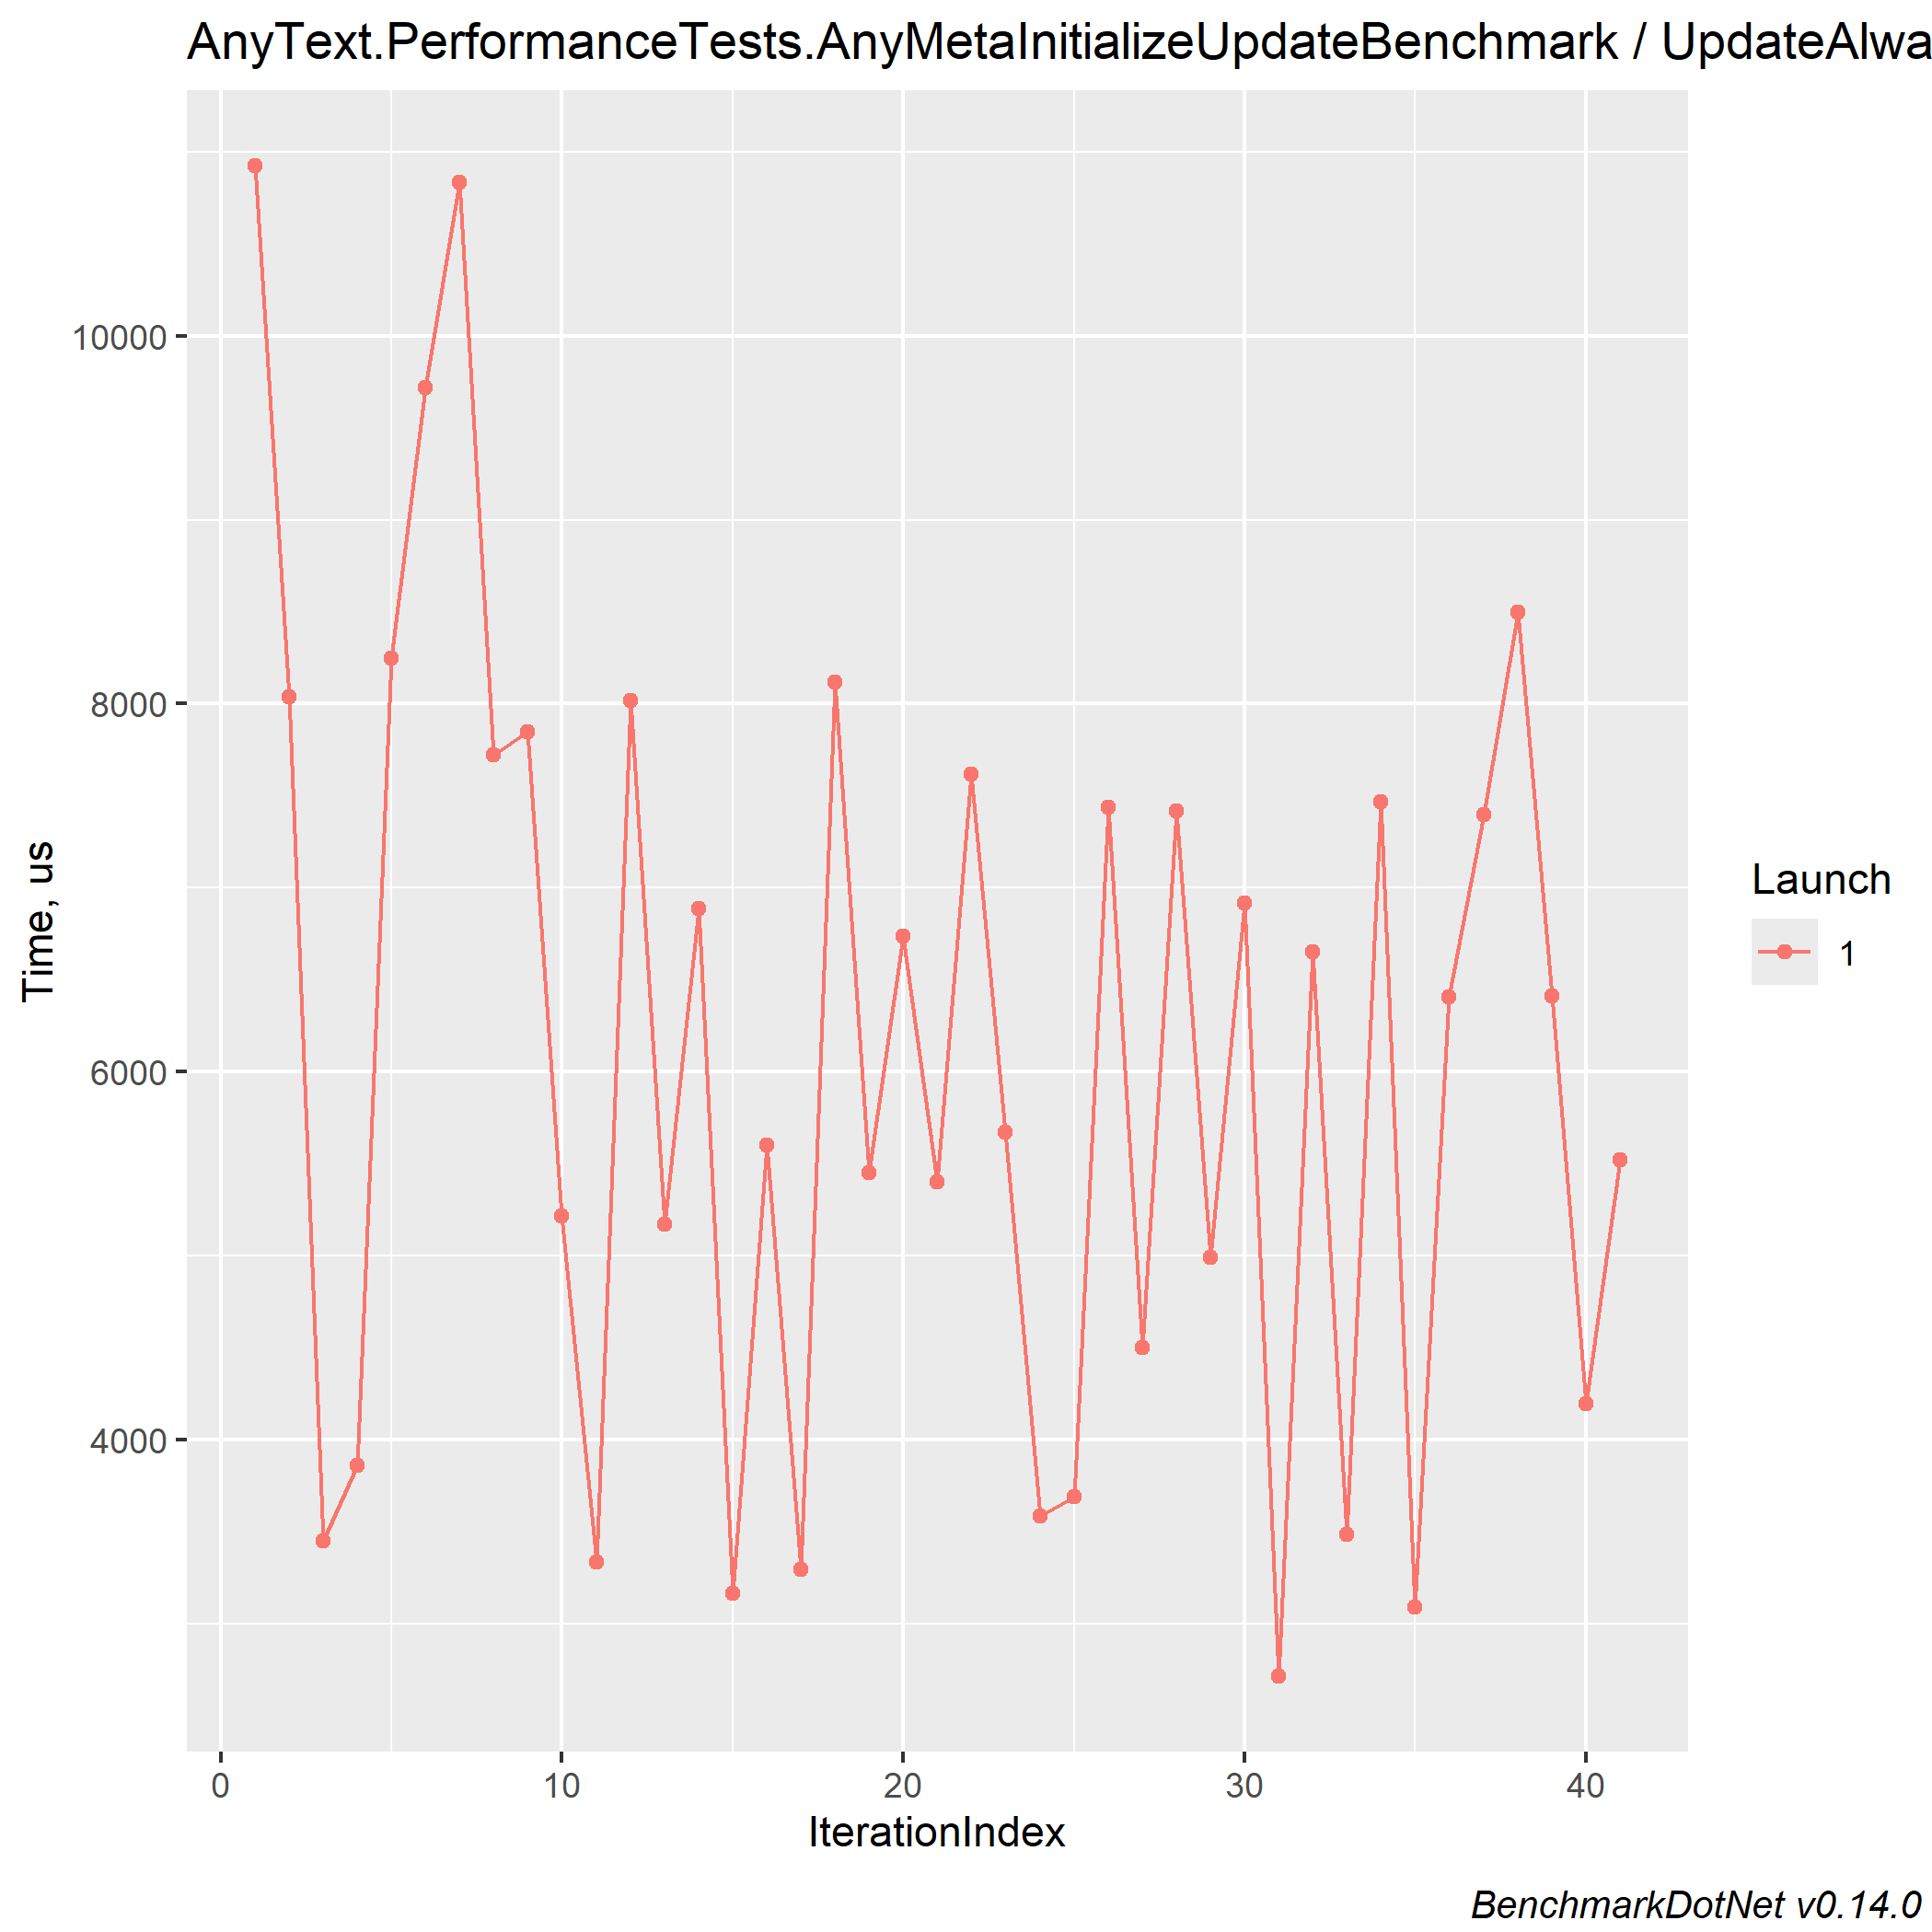 AnyText.PerformanceTests.AnyMetaInitializeUpdateBenchmark / UpdateAlwa
10000
8000
6000
4000
Time, us
0 10 20 30 40
IterationIndex
Launch
1
BenchmarkDotNet v0.14.0